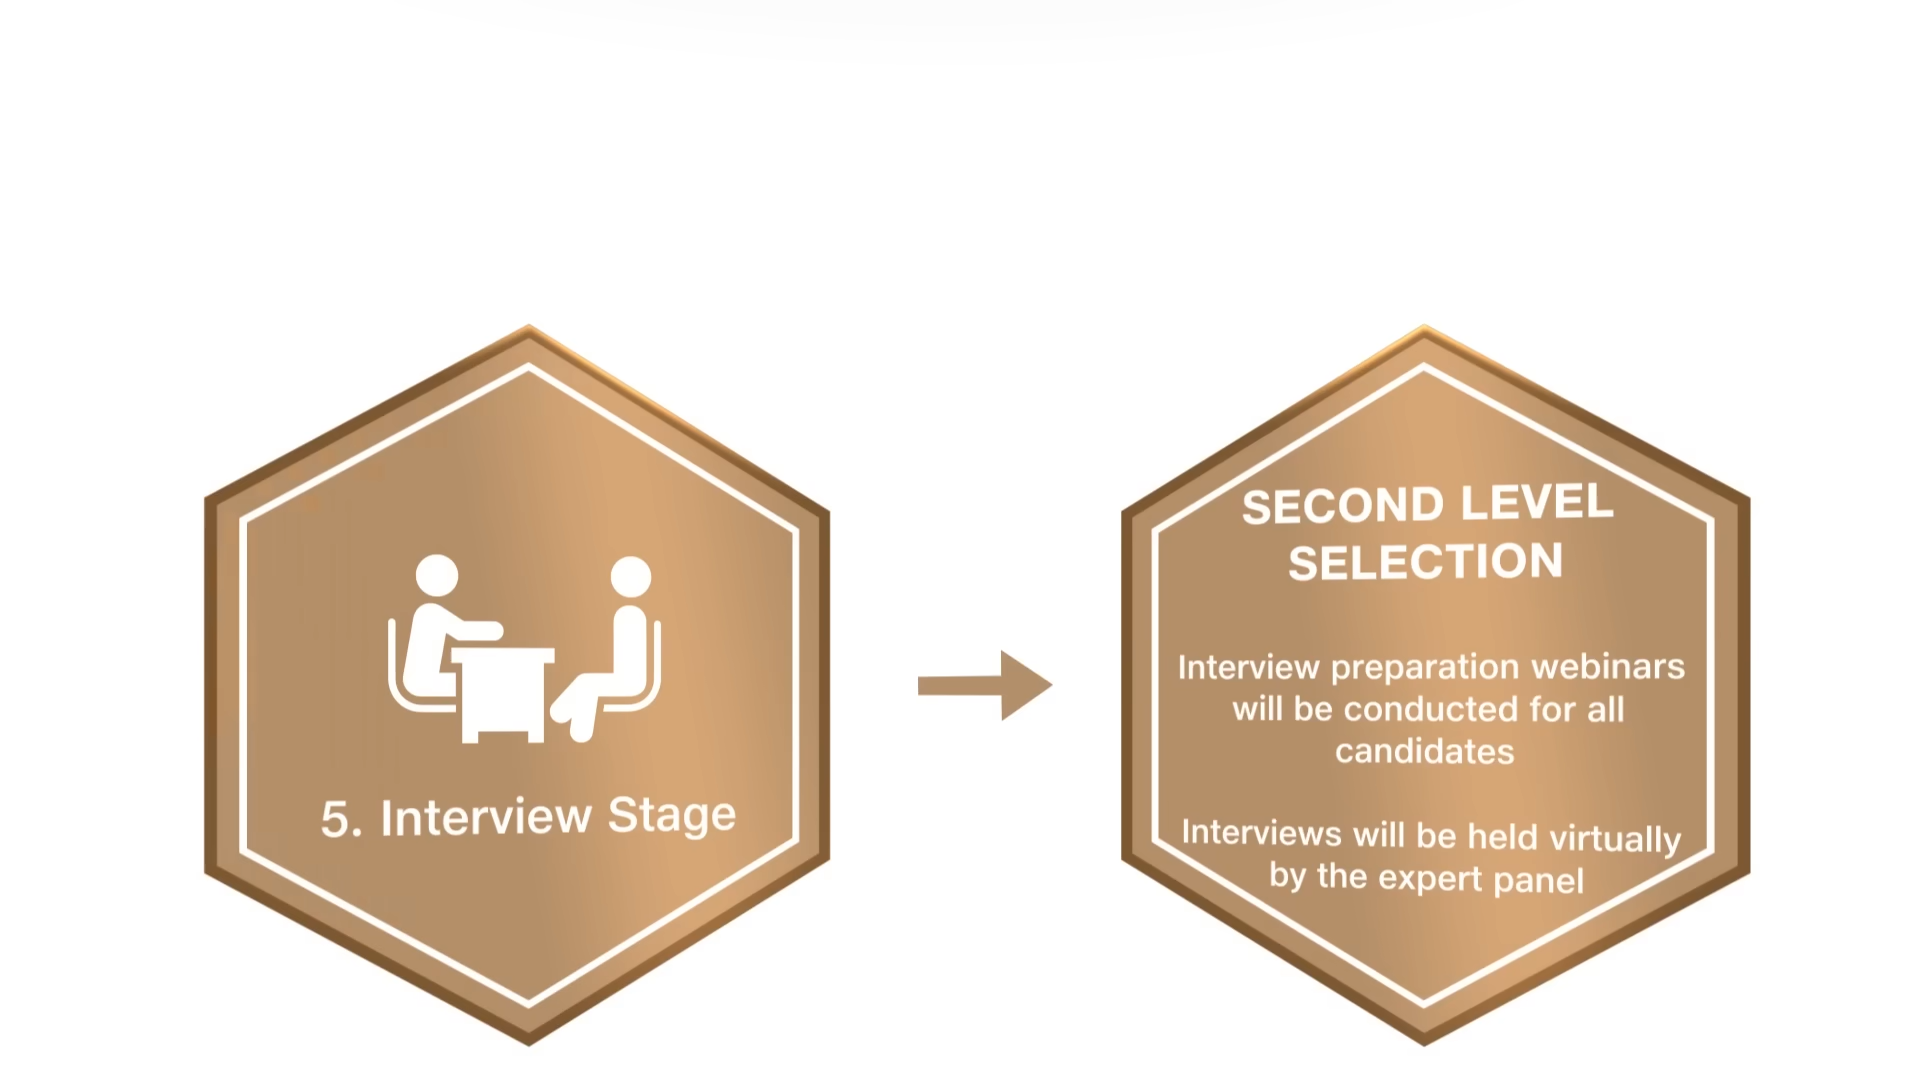 5. Interview Stage
SECOND LEVEL
SELECTION
Interview preparation webinars
will be conducted for all
candidates
Interviews will be held virtually
by the expert panel